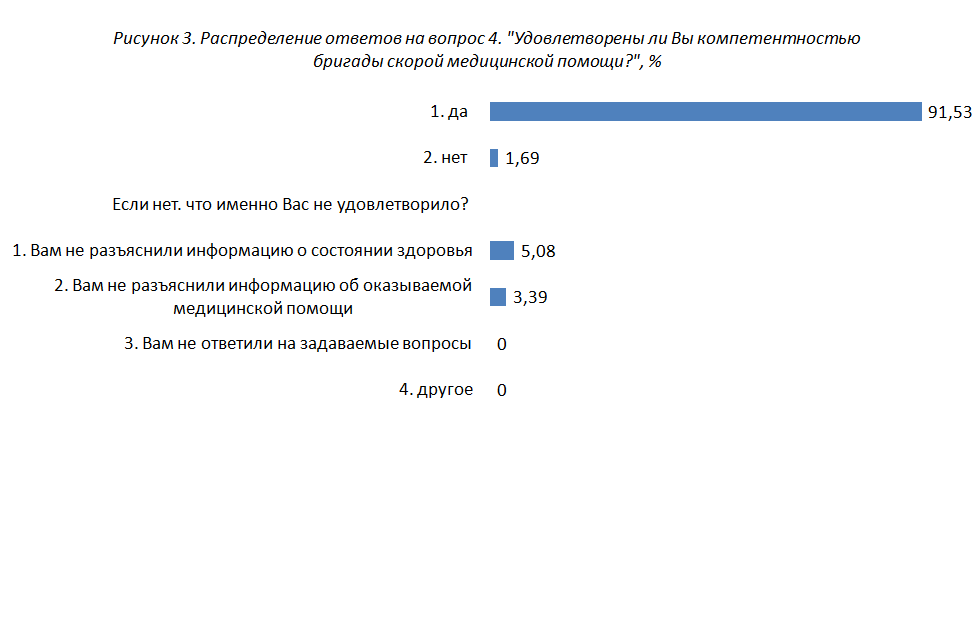 Рисунок 3. Распределение ответов на вопрос 4. "Удовлетворены ли Вы компетентностью
бригады скорой медицинской помощи?", %
1. да 91,53
2. нет 1,69
Если нет. что именно Вас не удовлетворило?
1. Вам не разъяснили информацию о состоянии здоровья 5,08
2. Вам не разъяснили информацию об оказываемой
медицинской помощи 3,39
3. Вам не ответили на задаваемые вопросы 0
4. другое 0